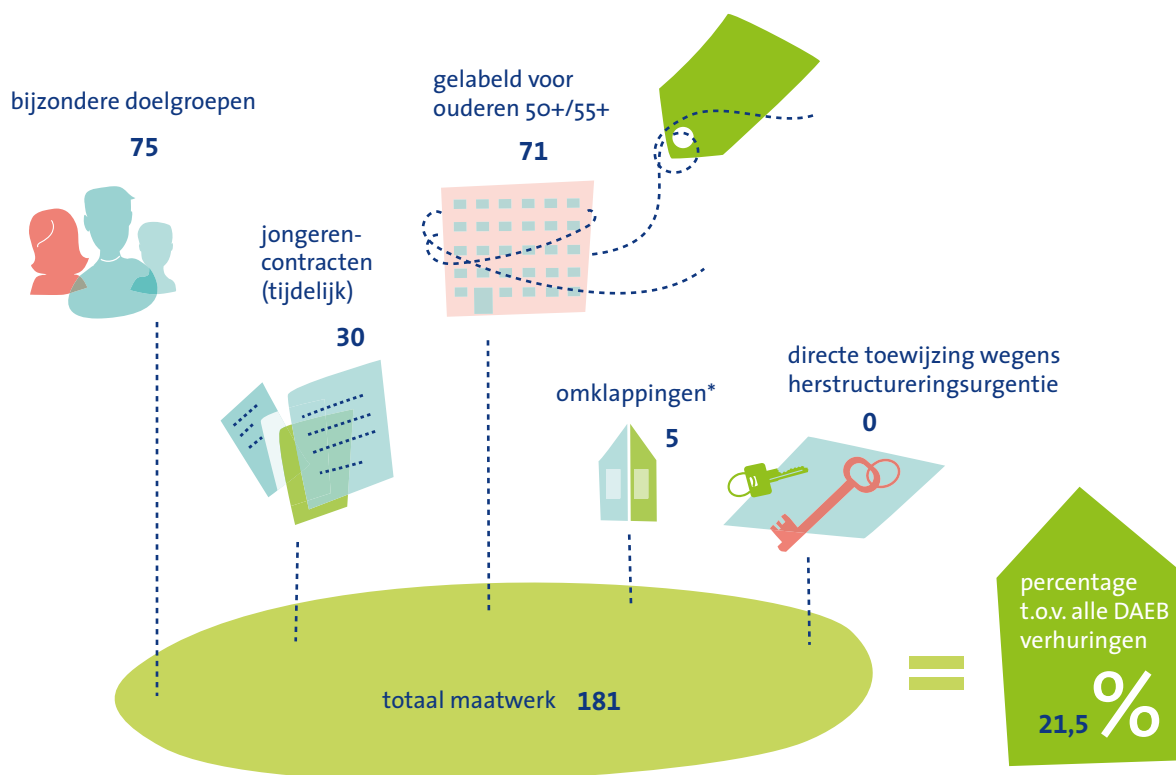 bijzondere doelgroepen
75
gelabeld voor
ouderen 50+/55+
71
jongeren-
contracten
(tijdelijk)
30
omklappingen*
5
directe toewijzing wegens
herstructureringsurgentie
0
totaal maatwerk 181
=
percentage
t.o.v. alle DAEB
verhuringen
21,5 %